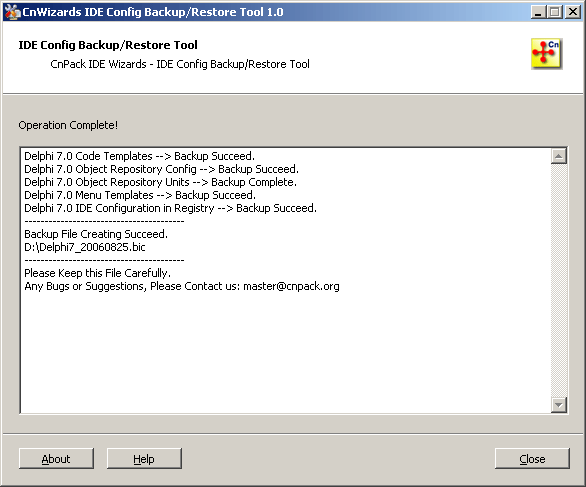 CnWizards IDE Config Backup/Restore Tool 1.0
IDE Config Backup/Restore Tool
CnPack IDE Wizards - IDE Config Backup/Restore Tool
Cn
Operation Complete!
Delphi 7.0 Code Templates --> Backup Succeed.
Delphi 7.0 Object Repository Config --> Backup Succeed.
Delphi 7.0 Object Repository Units --> Backup Complete.
Delphi 7.0 Menu Templates --> Backup Succeed.
Delphi 7.0 IDE Configuration in Registry --> Backup Succeed.
----------------------------------------
Backup File Creating Succeed.
D:\Delphi7_20060825.bic
----------------------------------------
Please Keep this File Carefully.
Any Bugs or Suggestions, Please Contact us: master@cnpack.org
About
Help
Close